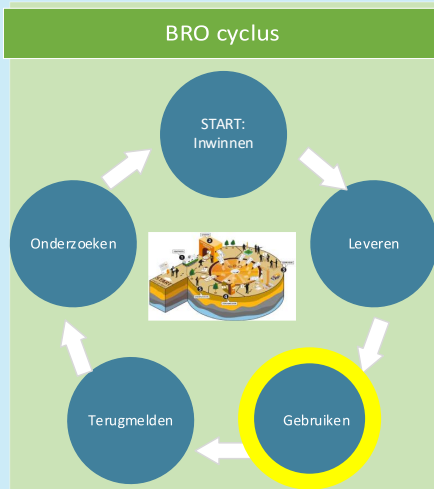 BRO cyclus
START:
Inwinnen
Leveren
Gebruiken
Terugmelden
Onderzoeken